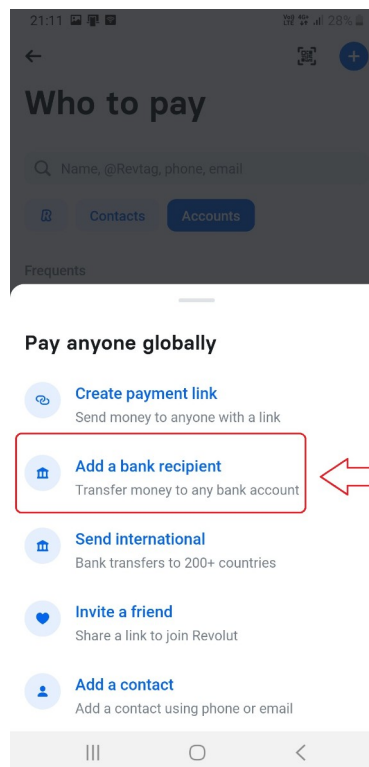 21:11
28%
Who to pay
Name, @Revtag, phone, email
R Contacts Accounts
Frequents
Pay anyone globally
Create payment link
Send money to anyone with a link
Add a bank recipient
Transfer money to any bank account
Send international
Bank transfers to 200+ countries
Invite a friend
Share a link to join Revolut
Add a contact
Add a contact using phone or email